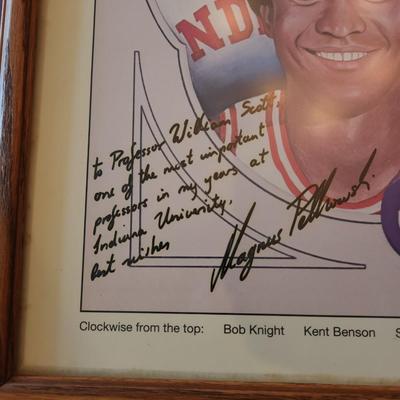 NDI
to Professor William Scott,
one of the most important
professors in my years at
Indiana University,
best wishes
Magnus Pelkowski
Clockwise from the top: Bob Knight Kent Benson S